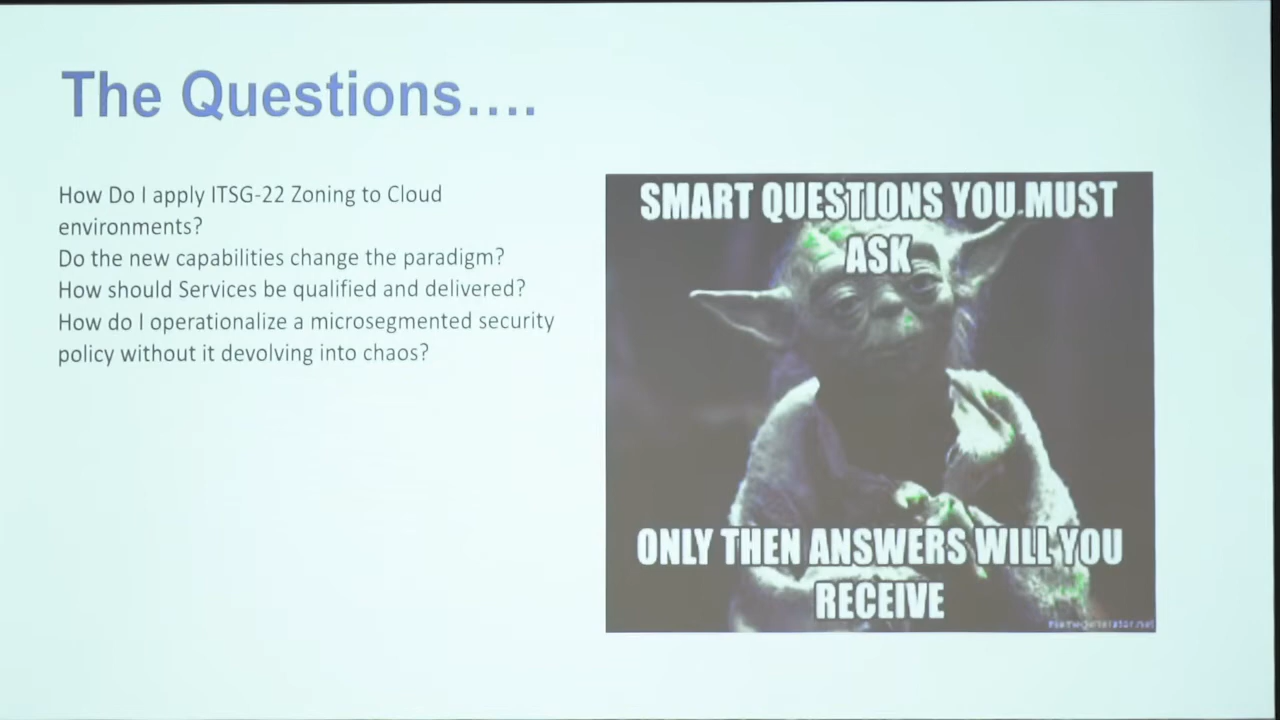 The Questions....
How Do I apply ITSG-22 Zoning to Cloud
environments?
Do the new capabilities change the paradigm?
How should Services be qualified and delivered?
How do I operationalize a microsegmented security
policy without it devolving into chaos?
SMART QUESTIONS YOU MUST
ASK
ONLY THEN ANSWERS WILL YOU
RECEIVE
memegenerator.net